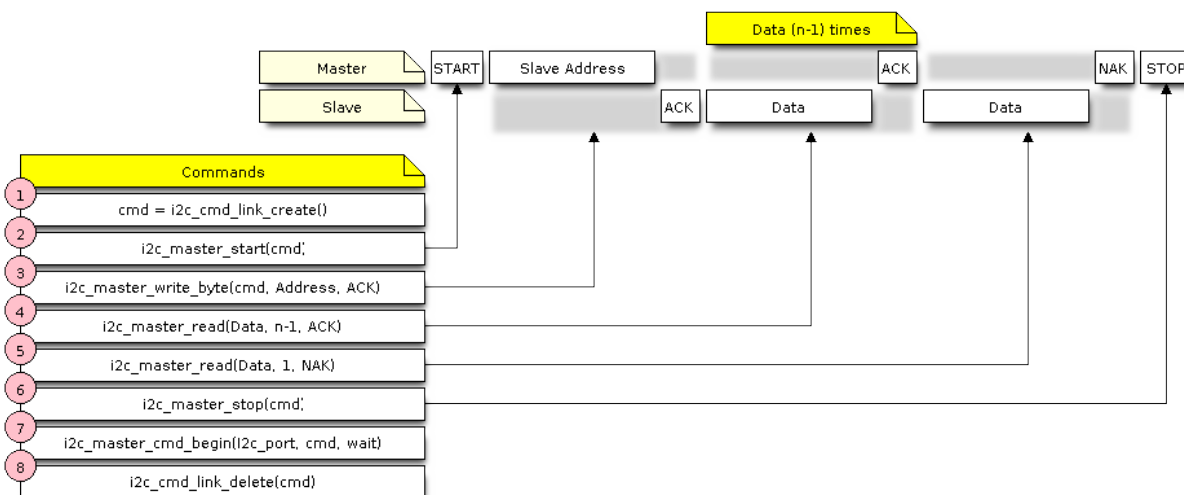 Data (n-1) times
Master START Slave Address ACK NAK STOP
Slave ACK Data Data
Commands
1 cmd = i2c_cmd_link_create()
2 i2c_master_start(cmd;
3 i2c_master_write_byte(cmd, Address, ACK)
4 i2c_master_read(Data, n-1, ACK)
5 i2c_master_read(Data, 1, NAK)
6 i2c_master_stop(cmd;
7 i2c_master_cmd_begin(I2c_port, cmd, wait)
8 i2c_cmd_link_delete(cmd)